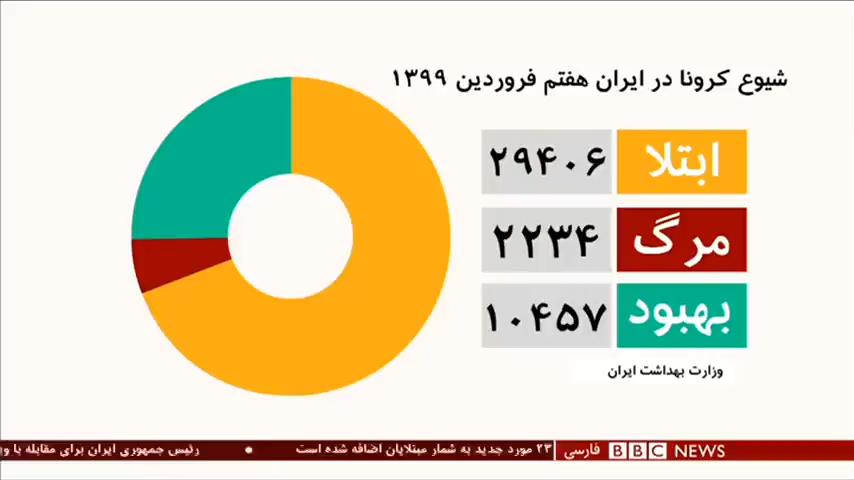 شیوع کرونا در ایران هفتم فروردین ۱۳۹۹
ابتلا ۲۹۴۰۶
مرگ ۲۲۳۴
بهبود ۱۰۴۵۷
وزارت بهداشت ایران
BBC NEWS فارسی
۲۳ مورد جدید به شمار مبتلایان اضافه شده است • رئیس جمهوری ایران برای مقابله با